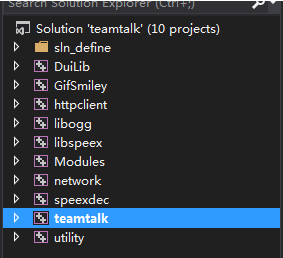 Search Solution Explorer (Ctrl+;)
Solution 'teamtalk' (10 projects)
sln_define
DuiLib
GifSmiley
httpclient
libogg
libspeex
Modules
network
speexdec
teamtalk
utility